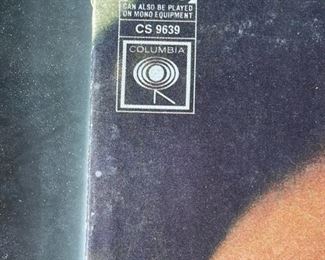 CAN ALSO BE PLAYED
ON MONO EQUIPMENT
CS 9639
COLUMBIA